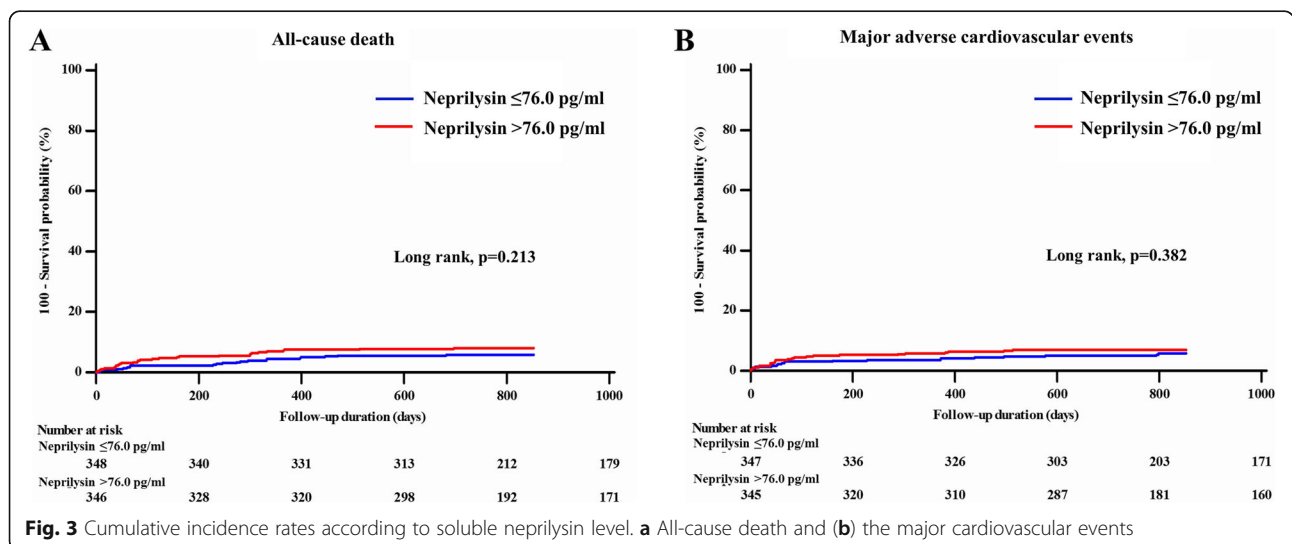 A
All-cause death
100
80
60
40
20
0
100 - Survival probability (%)
Neprilysin ≤76.0 pg/ml
Neprilysin >76.0 pg/ml
Long rank, p=0.213
0 200 400 600 800 1000
Follow-up duration (days)
Number at risk
Neprilysin ≤76.0 pg/ml
348 340 331 313 212 179
Neprilysin >76.0 pg/ml
346 328 320 298 192 171
B
Major adverse cardiovascular events
100
80
60
40
20
0
100 - Survival probability (%)
Neprilysin ≤76.0 pg/ml
Neprilysin >76.0 pg/ml
Long rank, p=0.382
0 200 400 600 800 1000
Follow-up duration (days)
Number at risk
Neprilysin ≤76.0 pg/ml
347 336 326 303 203 171
Neprilysin >76.0 pg/ml
345 320 310 287 181 160
Fig. 3 Cumulative incidence rates according to soluble neprilysin level. a All-cause death and (b) the major cardiovascular events